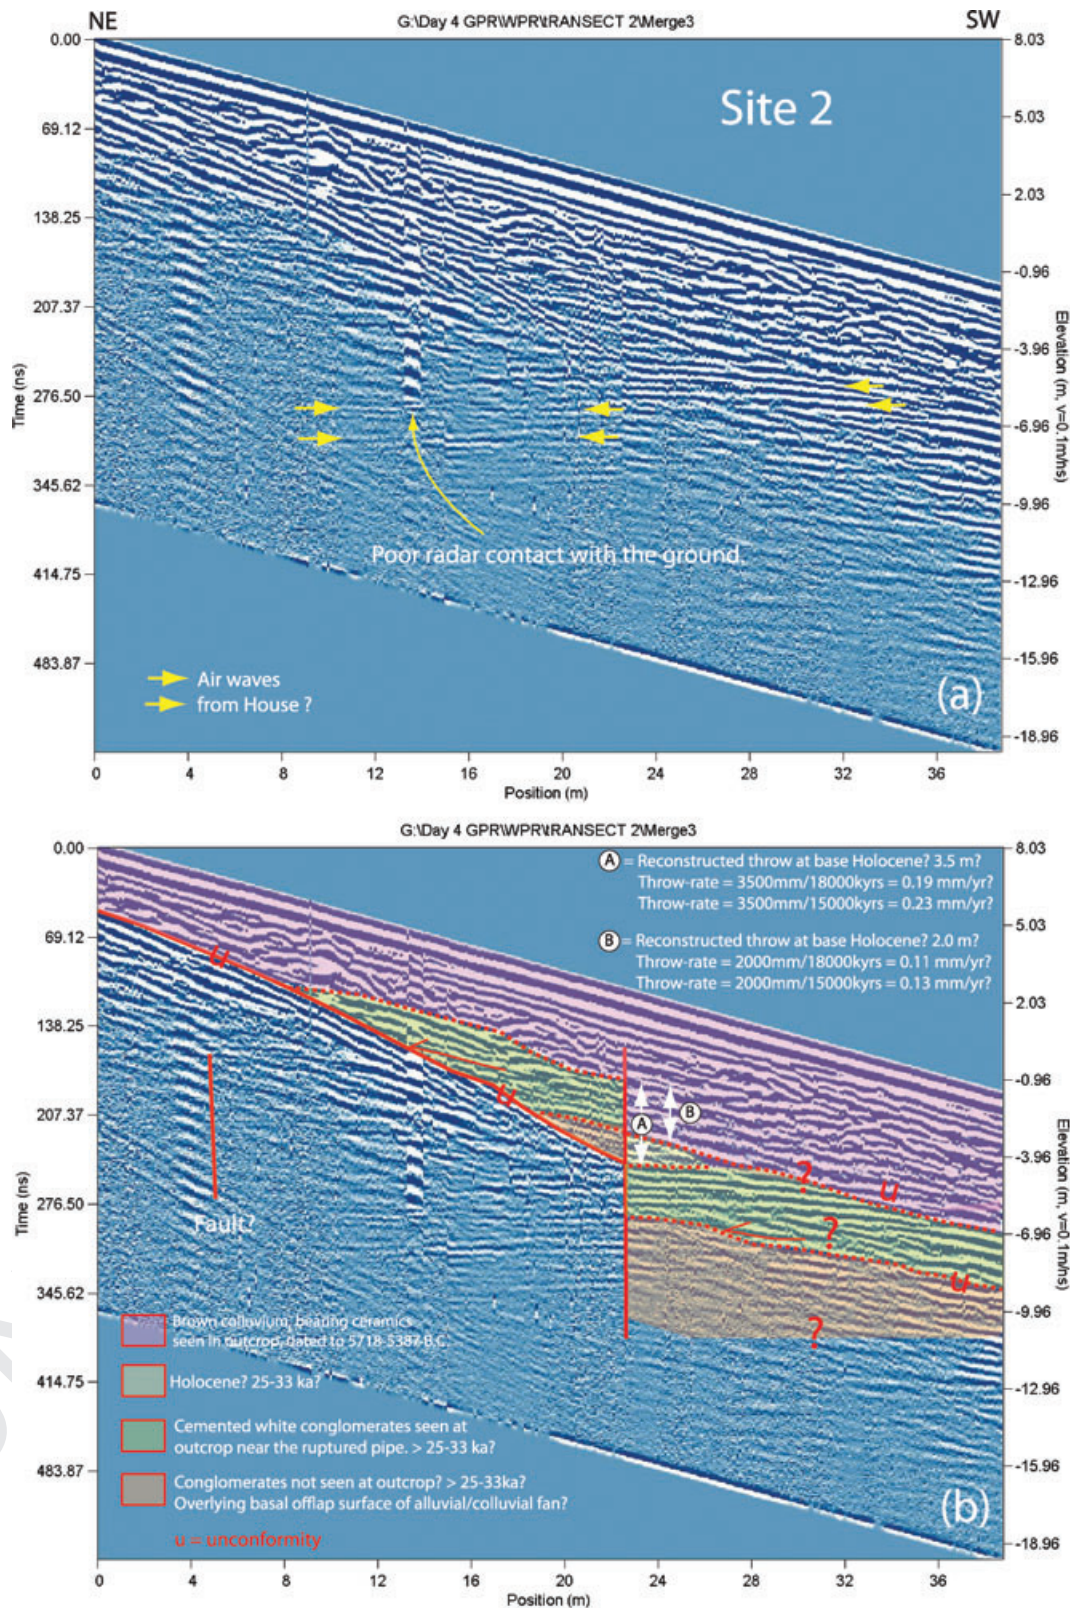 NE
G:\Day 4 GPR\WPR\tRANSECT 2\Merge3
SW
Site 2
0.00
69.12
138.25
207.37
276.50
345.62
414.75
483.87
Time (ns)
8.03
5.03
2.03
-0.96
-3.96
-6.96
-9.96
-12.96
-15.96
-18.96
Elevation (m, v=0.1m/ns)
Poor radar contact with the ground
Air waves
from House ?
(a)
0 4 8 12 16 20 24 28 32 36
Position (m)
G:\Day 4 GPR\WPR\tRANSECT 2\Merge3
0.00
69.12
138.25
207.37
276.50
345.62
414.75
483.87
Time (ns)
8.03
5.03
2.03
-0.96
-3.96
-6.96
-9.96
-12.96
-15.96
-18.96
Elevation (m, v=0.1m/ns)
A = Reconstructed throw at base Holocene? 3.5 m?
Throw-rate = 3500mm/18000kyrs = 0.19 mm/yr?
Throw-rate = 3500mm/15000kyrs = 0.23 mm/yr?
B = Reconstructed throw at base Holocene? 2.0 m?
Throw-rate = 2000mm/18000kyrs = 0.11 mm/yr?
Throw-rate = 2000mm/15000kyrs = 0.13 mm/yr?
u
u
A
B
?
u
?
u
?
Fault?
Brown colluvium, bearing ceramics
seen in outcrop, dated to 5718-5387 B.C.
Holocene? 25-33 ka?
Cemented white conglomerates seen at
outcrop near the ruptured pipe. > 25-33 ka?
Conglomerates not seen at outcrop? > 25-33ka?
Overlying basal offlap surface of alluvial/colluvial fan?
u = unconformity
(b)
0 4 8 12 16 20 24 28 32 36
Position (m)